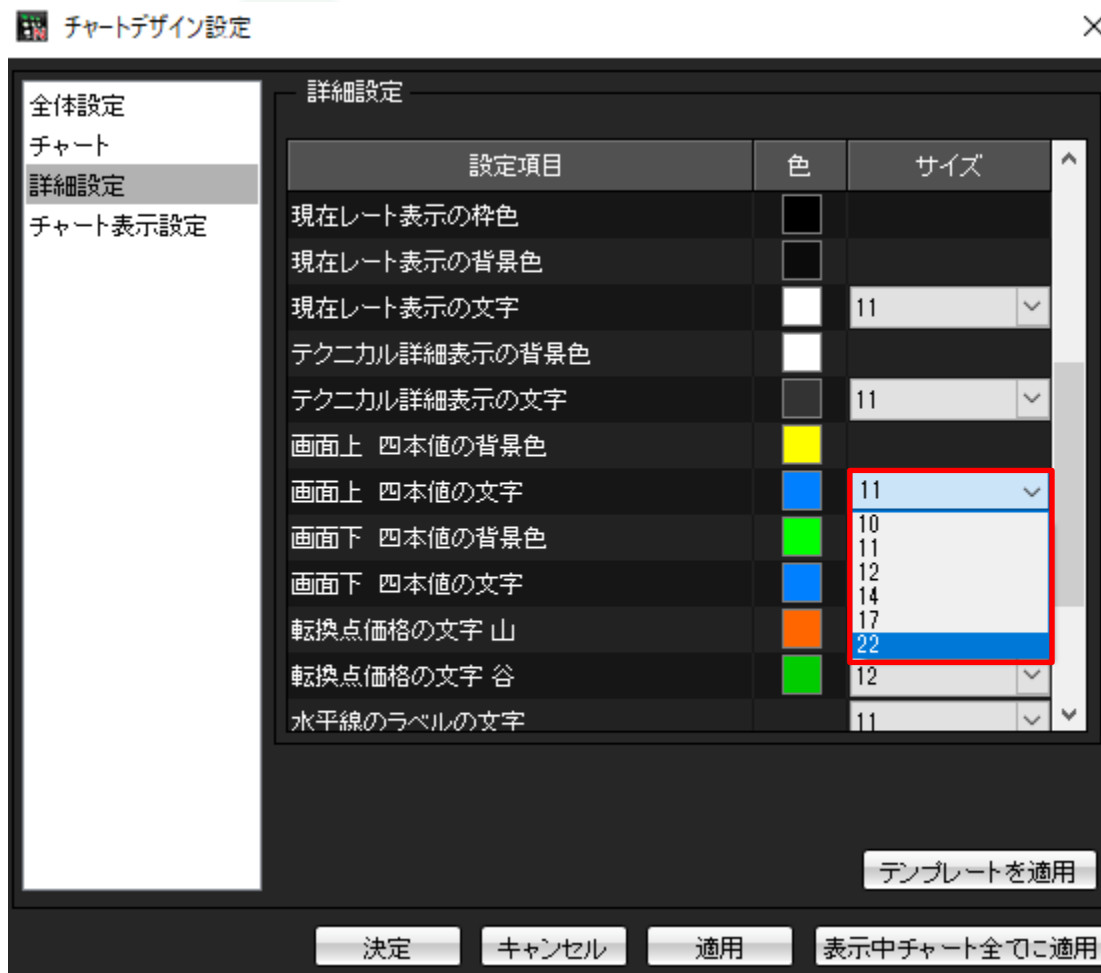 チャートデザイン設定
全体設定
チャート
詳細設定
チャート表示設定
詳細設定
設定項目 色 サイズ
現在レート表示の枠色
現在レート表示の背景色
現在レート表示の文字 11
テクニカル詳細表示の背景色
テクニカル詳細表示の文字 11
画面上 四本値の背景色
画面上 四本値の文字 11
10
11
12
14
17
22
画面下 四本値の背景色
画面下 四本値の文字
転換点価格の文字 山
転換点価格の文字 谷 12
水平線のラベルの文字 11
テンプレートを適用
決定 キャンセル 適用 表示中チャート全てに適用